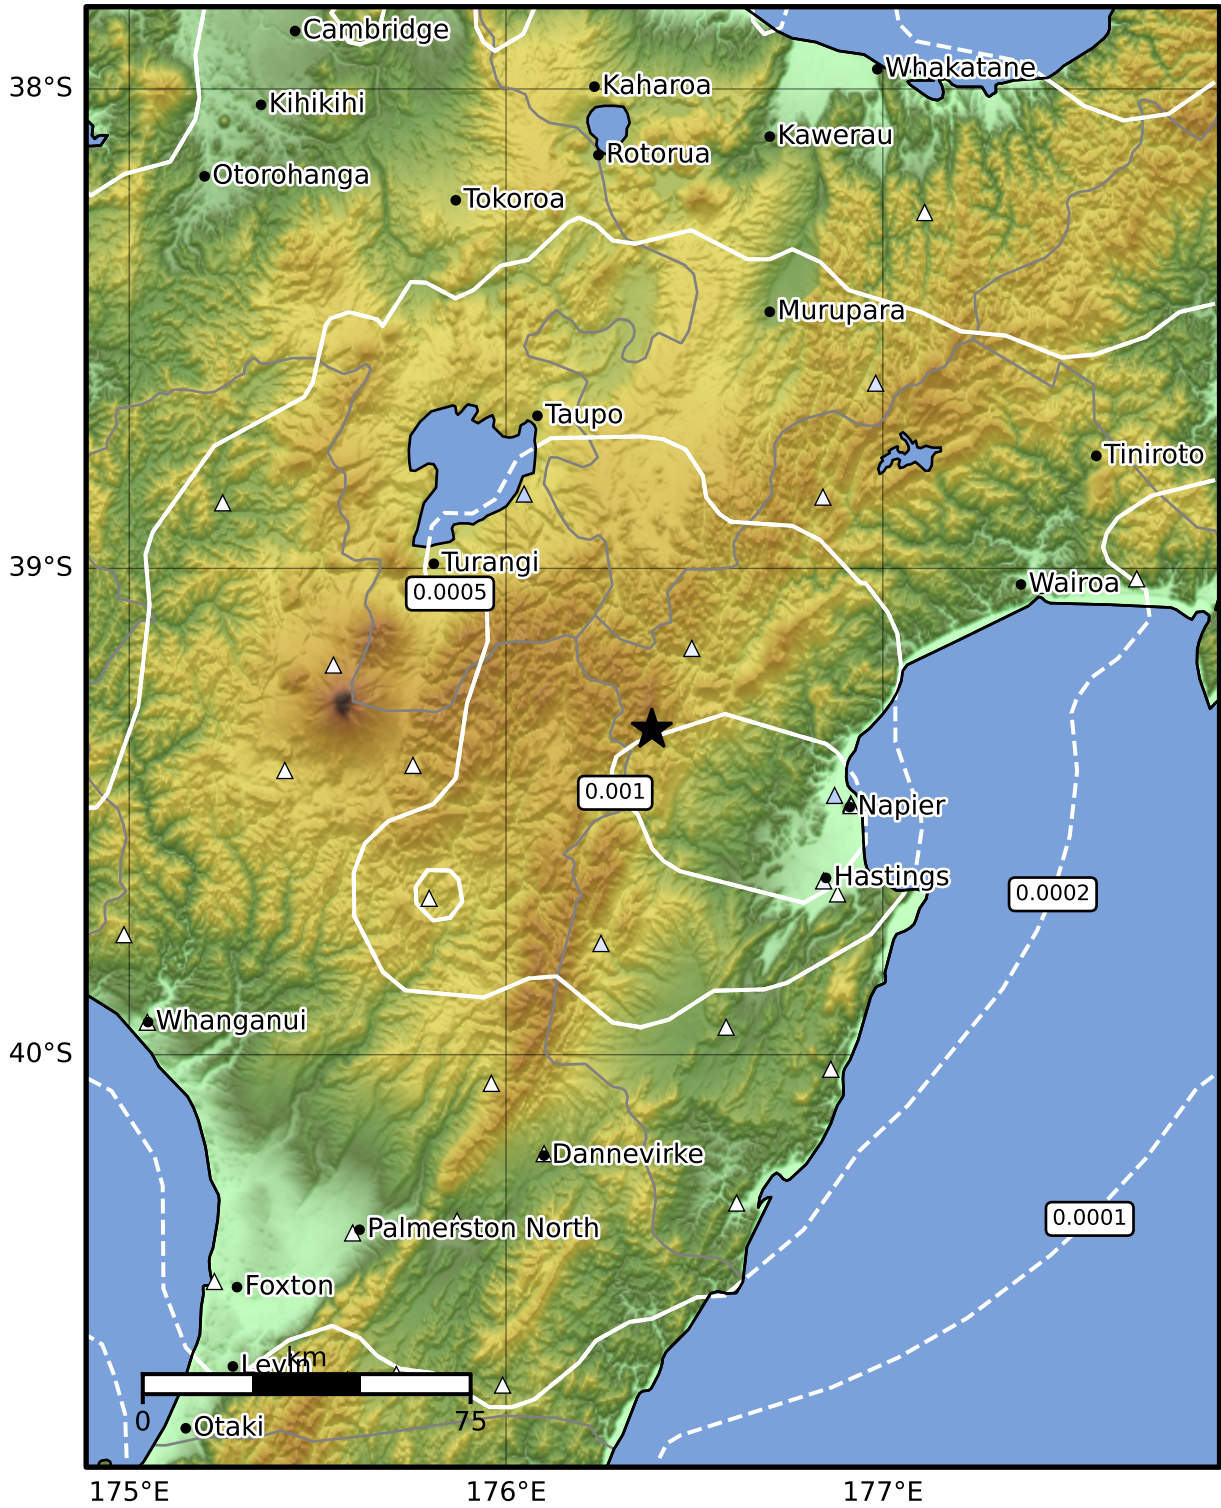 Cambridge
Whakatane
38°S
Kaharoa
Kihikihi
Kawerau
Rotorua
Otorohanga
Tokoroa
Murupara
Taupo
Tiniroto
39°S
Turangi
Wairoa
0.0005
0.001
Napier
Hastings
0.0002
Whanganui
40°S
Dannevirke
0.0001
Palmerston North
Foxton
km
Levin
0
75
Otaki
175°E
176°E
177°E